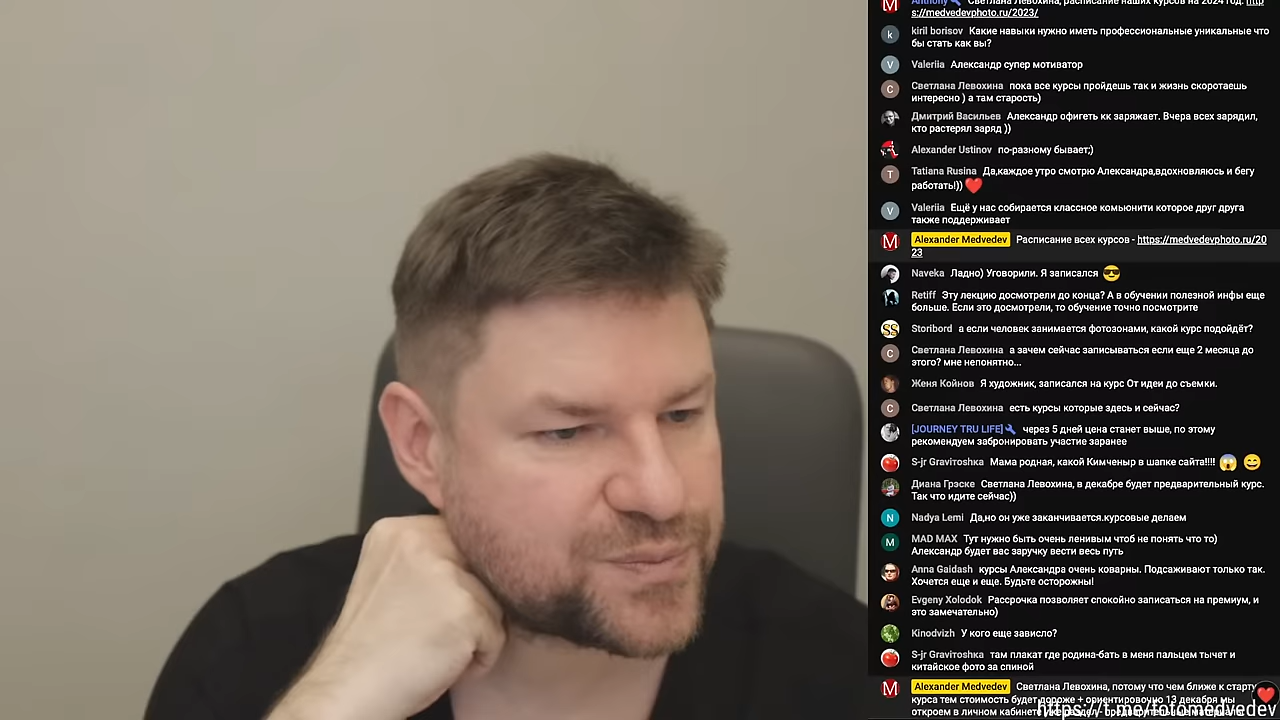 Anthony Светлана Левохина, расписание наших курсов на 2024 год: http
s://medvedevphoto.ru/2023/
kiril borisov Какие навыки нужно иметь профессиональные уникальные что
бы стать как вы?
Valeriia Александр супер мотиватор
Светлана Левохина пока все курсы пройдешь так и жизнь скоротаешь
интересно ) а там старость)
Дмитрий Васильев Александр офигеть кк заряжает. Вчера всех зарядил,
кто растерял заряд ))
Alexander Ustinov по-разному бывает;)
Tatiana Rusina Да,каждое утро смотрю Александра,вдохновляюсь и бегу
работать!)) ❤️
Valeriia Ещё у нас собирается классное комьюнити которое друг друга
также поддерживает
Alexander Medvedev Расписание всех курсов - https://medvedevphoto.ru/20
23
Naveka Ладно) Уговорили. Я записался 😎
Retiff Эту лекцию досмотрели до конца? А в обучении полезной инфы еще
больше. Если это досмотрели, то обучение точно посмотрите
Storibord а если человек занимается фотозонами, какой курс подойдёт?
Светлана Левохина а зачем сейчас записываться если еще 2 месяца до
этого? мне непонятно...
Женя Койнов Я художник, записался на курс От идеи до съемки.
Светлана Левохина есть курсы которые здесь и сейчас?
[JOURNEY TRU LIFE] через 5 дней цена станет выше, по этому
рекомендуем забронировать участие заранее
S-jr Graviтоshка Мама родная, какой Кимченыр в шапке сайта!!!! 😱 😄
Диана Грэске Светлана Левохина, в декабре будет предварительный курс.
Так что идите сейчас))
Nadya Lemi Да,но он уже заканчивается.курсовые делаем
MAD MAX Тут нужно быть очень ленивым чтоб не понять что то)
Александр будет вас заручку вести весь путь
Anna Gaidash курсы Александра очень коварны. Подсаживают только так.
Хочется еще и еще. Будьте осторожны!
Evgeny Xolodok Рассрочка позволяет спокойно записаться на премиум, и
это замечательно)
Kinodvizh У кого еще зависло?
S-jr Graviтоshка там плакат где родина-бать в меня пальцем тычет и
китайское фото за спиной
Alexander Medvedev Светлана Левохина, потому что чем ближе к старту
курса тем стоимость будет дороже + ориентировочно 13 декабря мы
откроем в личном кабинете
https://t.me/fotomedvedev